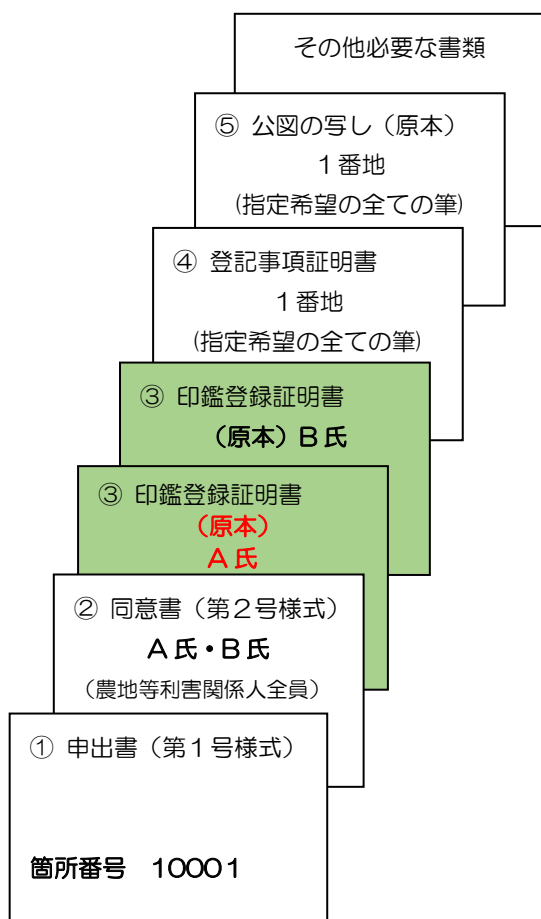 その他必要な書類
⑤ 公図の写し（原本）
１番地
(指定希望の全ての筆)
④ 登記事項証明書
１番地
(指定希望の全ての筆)
③ 印鑑登録証明書
（原本）Ｂ氏
③ 印鑑登録証明書
（原本）
Ａ氏
② 同意書（第２号様式）
Ａ氏・Ｂ氏
（農地等利害関係人全員）
① 申出書（第１号様式）
箇所番号　１０００１